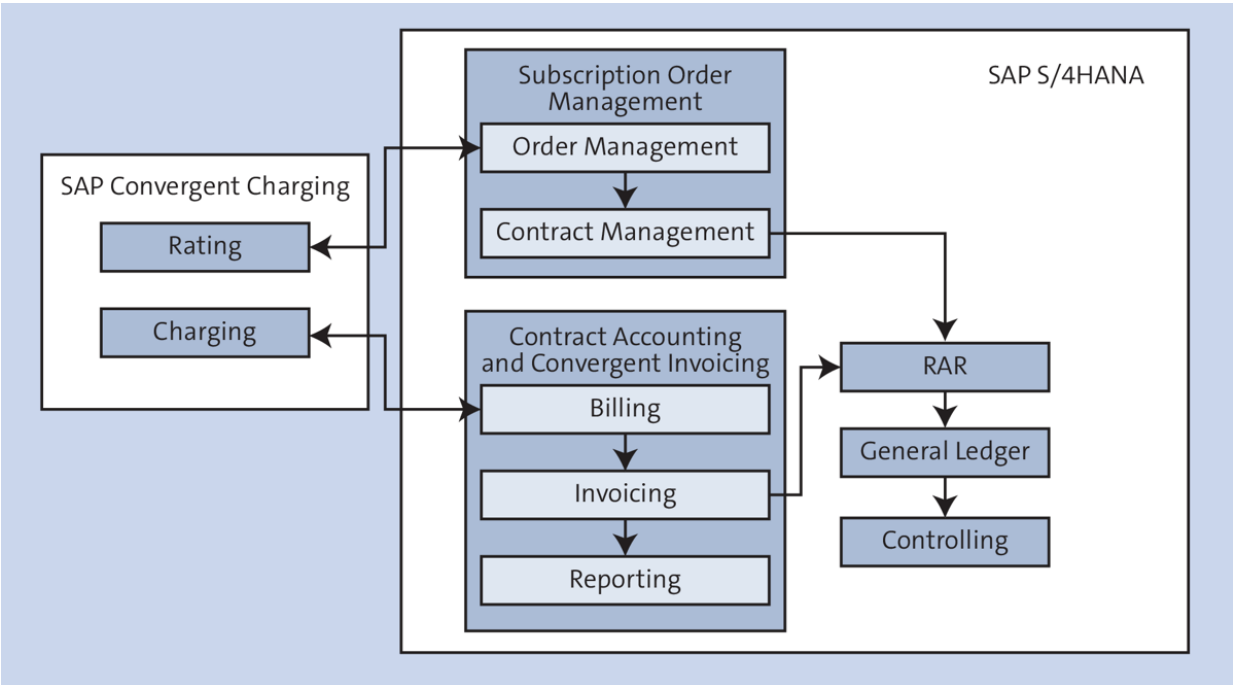 SAP S/4HANA
Subscription Order
Management
Order Management
Contract Management
SAP Convergent Charging
Rating
Charging
Contract Accounting
and Convergent Invoicing
Billing
Invoicing
Reporting
RAR
General Ledger
Controlling